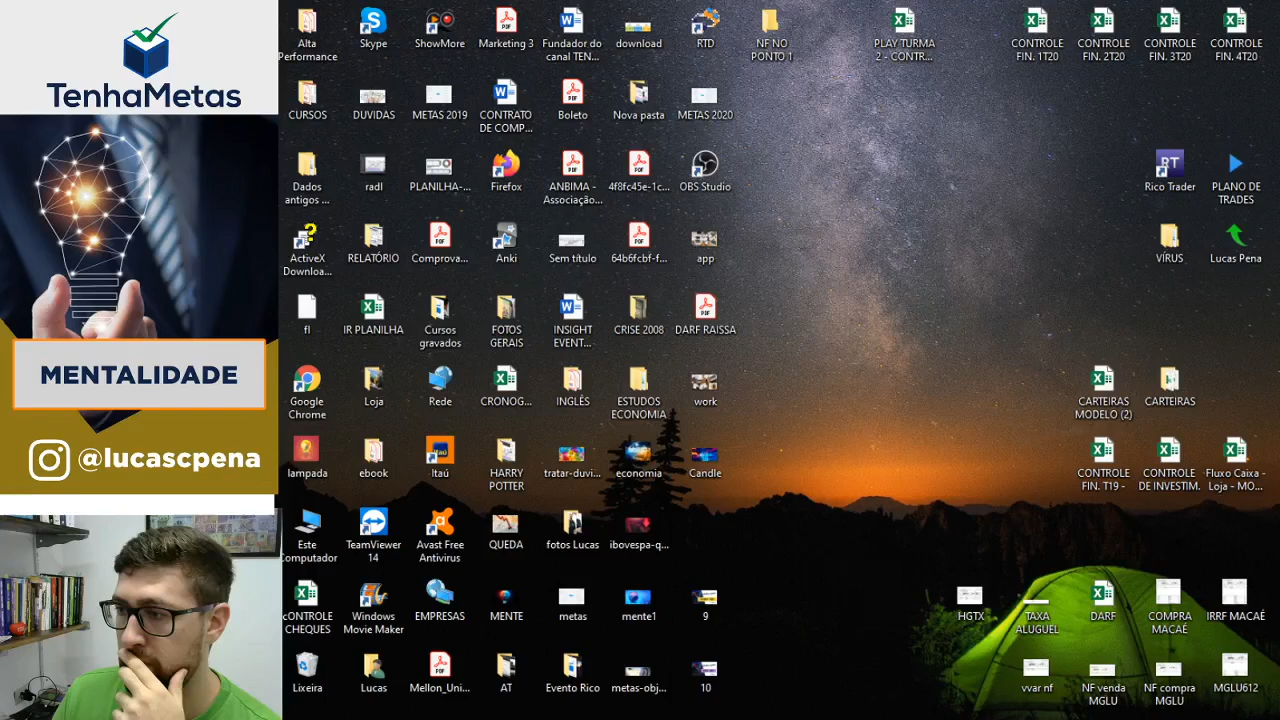 TenhaMetas
MENTALIDADE
@lucascpena
Alta
Performance
Skype
ShowMore
Marketing 3
Fundador do
canal TEN...
download
RTD
NF NO
PONTO 1
PLAY TURMA
2 - CONTR...
CONTROLE
FIN. 1T20
CONTROLE
FIN. 2T20
CONTROLE
FIN. 3T20
CONTROLE
FIN. 4T20
CURSOS
DUVIDAS
METAS 2019
CONTRATO
DE COMP...
Boleto
Nova pasta
METAS 2020
Dados
antigos ...
radl
PLANILHA-...
Firefox
ANBIMA -
Associação...
4f8fc45e-1c...
OBS Studio
RT
Rico Trader
PLANO DE
TRADES
ActiveX
Downloa...
RELATÓRIO
Comprova...
Anki
Sem título
64b6fcbf-f...
app
VÍRUS
Lucas Pena
fl
IR PLANILHA
Cursos
gravados
FOTOS
GERAIS
INSIGHT
EVENT...
CRISE 2008
DARF RAISSA
Google
Chrome
Loja
Rede
CRONOG...
INGLÊS
ESTUDOS
ECONOMIA
work
CARTEIRAS
MODELO (2)
CARTEIRAS
lampada
ebook
Itaú
Itaú
HARRY
POTTER
tratar-duvi...
economia
Candle
CONTROLE
FIN. T19 -
CONTROLE
DE INVESTIM.
Fluxo Caixa -
Loja - MO...
Este
Computador
TeamViewer
14
Avast Free
Antivirus
QUEDA
fotos Lucas
ibovespa-q...
cONTROLE
CHEQUES
Windows
Movie Maker
EMPRESAS
MENTE
metas
mente1
9
HGTX
TAXA
ALUGUEL
DARF
COMPRA
MACAÉ
IRRF MACAÉ
Lixeira
Lucas
Mellon_Uni...
AT
Evento Rico
metas-obj...
10
vvar nf
NF venda
MGLU
NF compra
MGLU
MGLU612